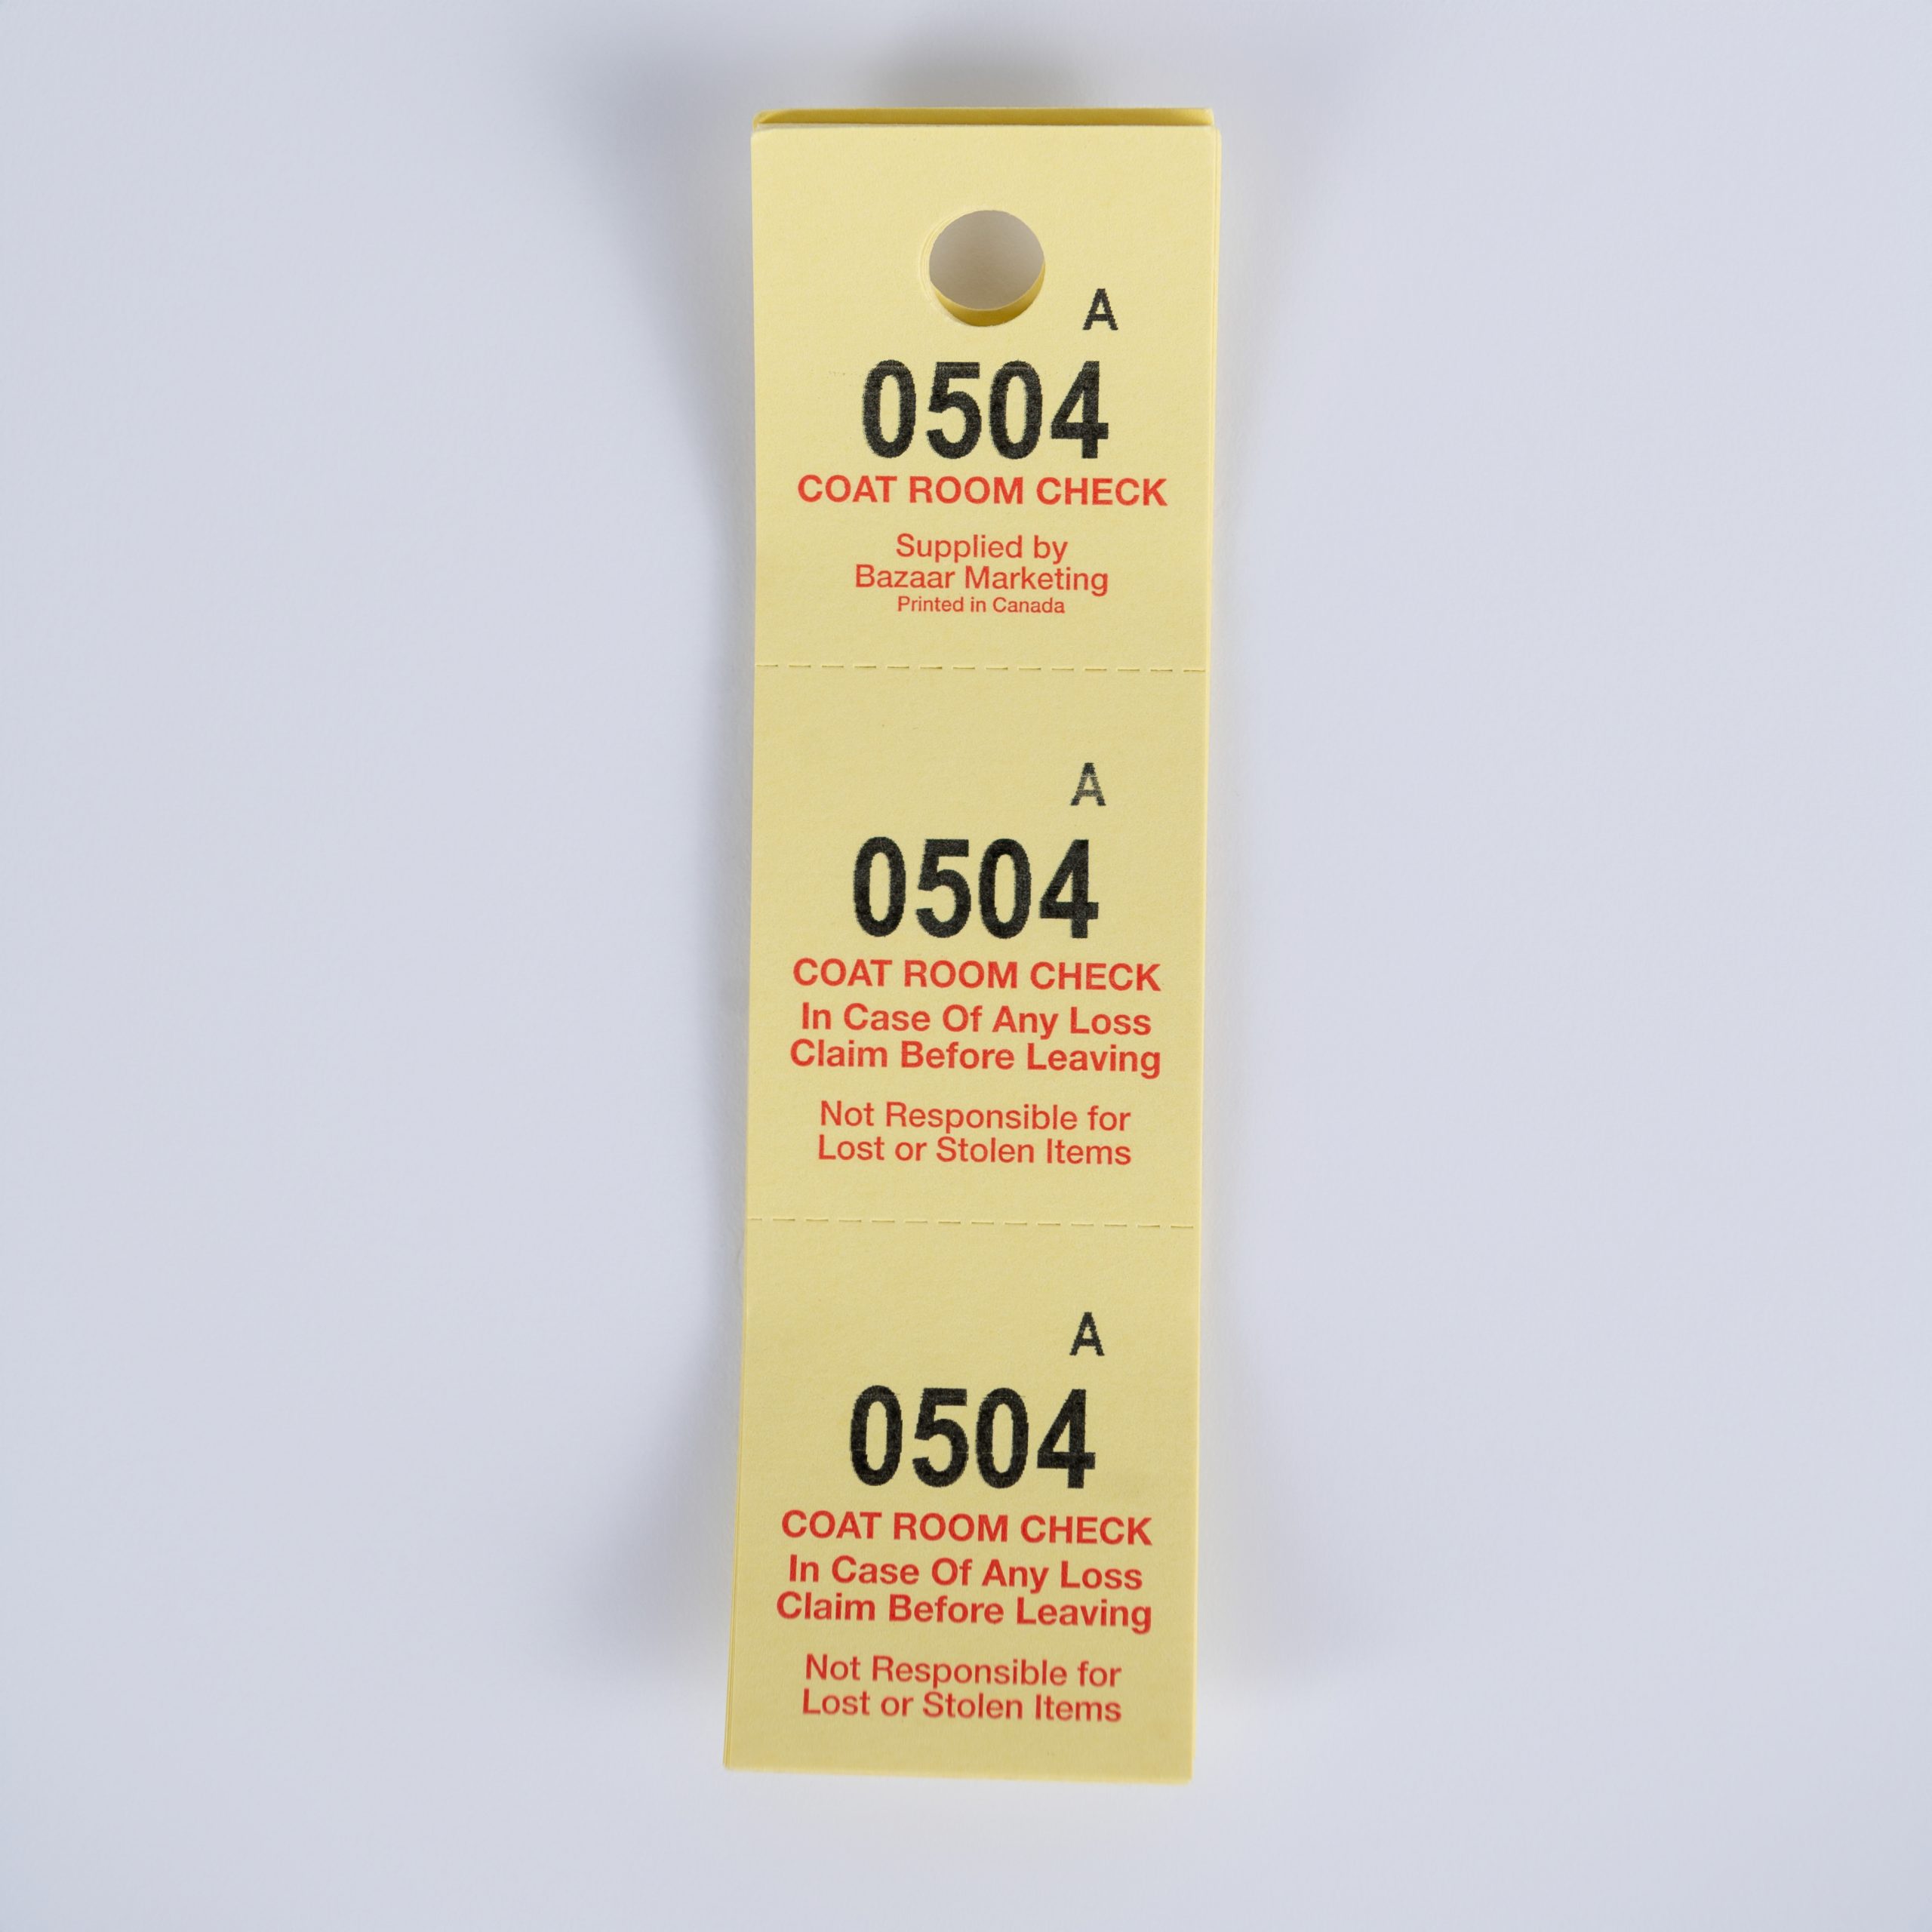 A
0504
COAT ROOM CHECK
Supplied by
Bazaar Marketing
Printed in Canada
A
0504
COAT ROOM CHECK
In Case Of Any Loss
Claim Before Leaving
Not Responsible for
Lost or Stolen Items
A
0504
COAT ROOM CHECK
In Case Of Any Loss
Claim Before Leaving
Not Responsible for
Lost or Stolen Items